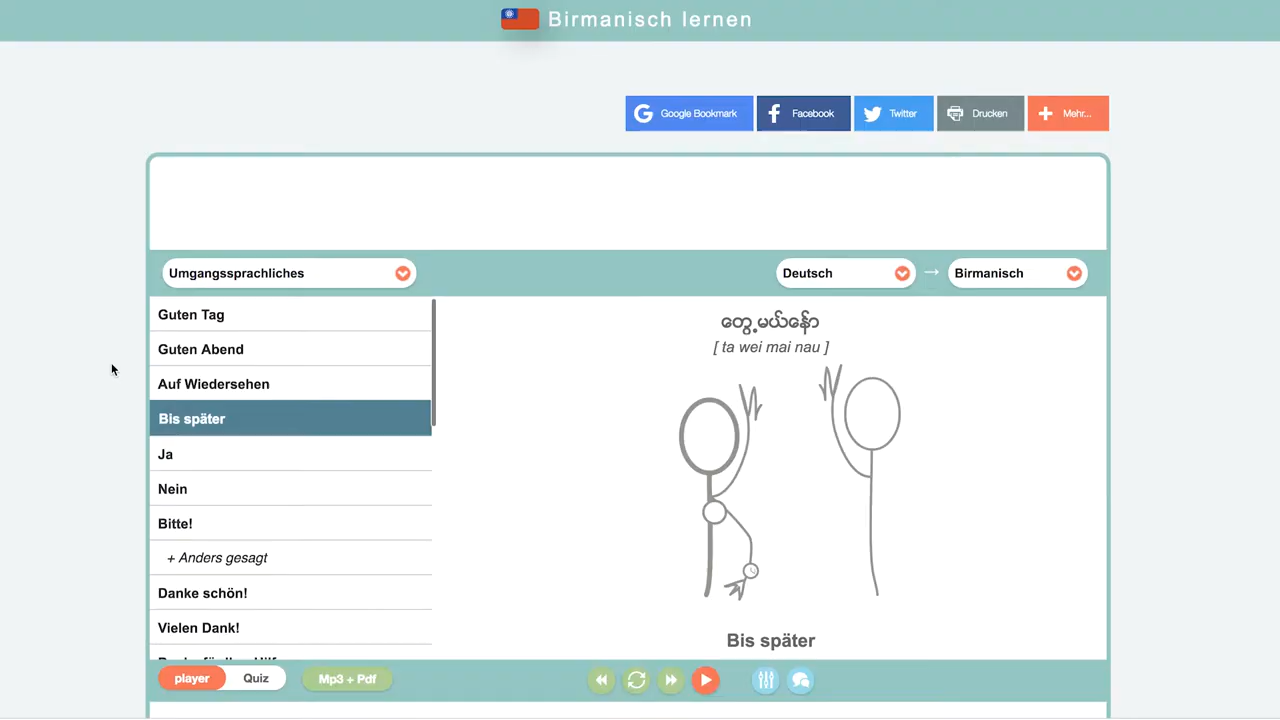 Birmanisch lernen
Google Bookmark
Facebook
Twitter
Drucken
Mehr...
Umgangssprachliches
Deutsch
→
Birmanisch
Guten Tag
Guten Abend
Auf Wiedersehen
Bis später
Ja
Nein
Bitte!
+ Anders gesagt
Danke schön!
Vielen Dank!
တွေ့မယ်နော်
[ ta wei mai nau ]
Bis später
player
Quiz
Mp3 + Pdf